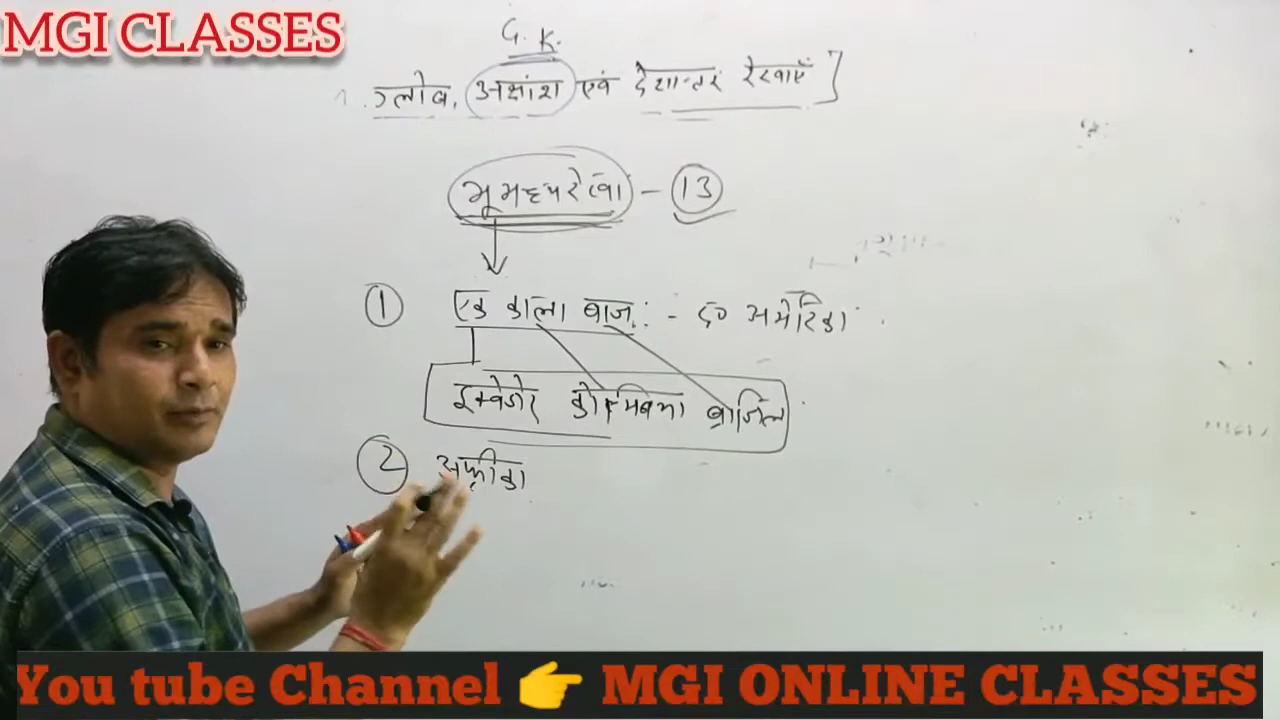 MGI CLASSES
G.K.
1. ग्लोब, अक्षांश एवं देशान्तर रेखाएँ ]
भूमध्य रेखा - 13
① एक काला बाज :- द० अमेरिका
इक्वेडोर कोलम्बिया ब्राजिल
② अफ्रीका
You tube Channel 👉 MGI ONLINE CLASSES